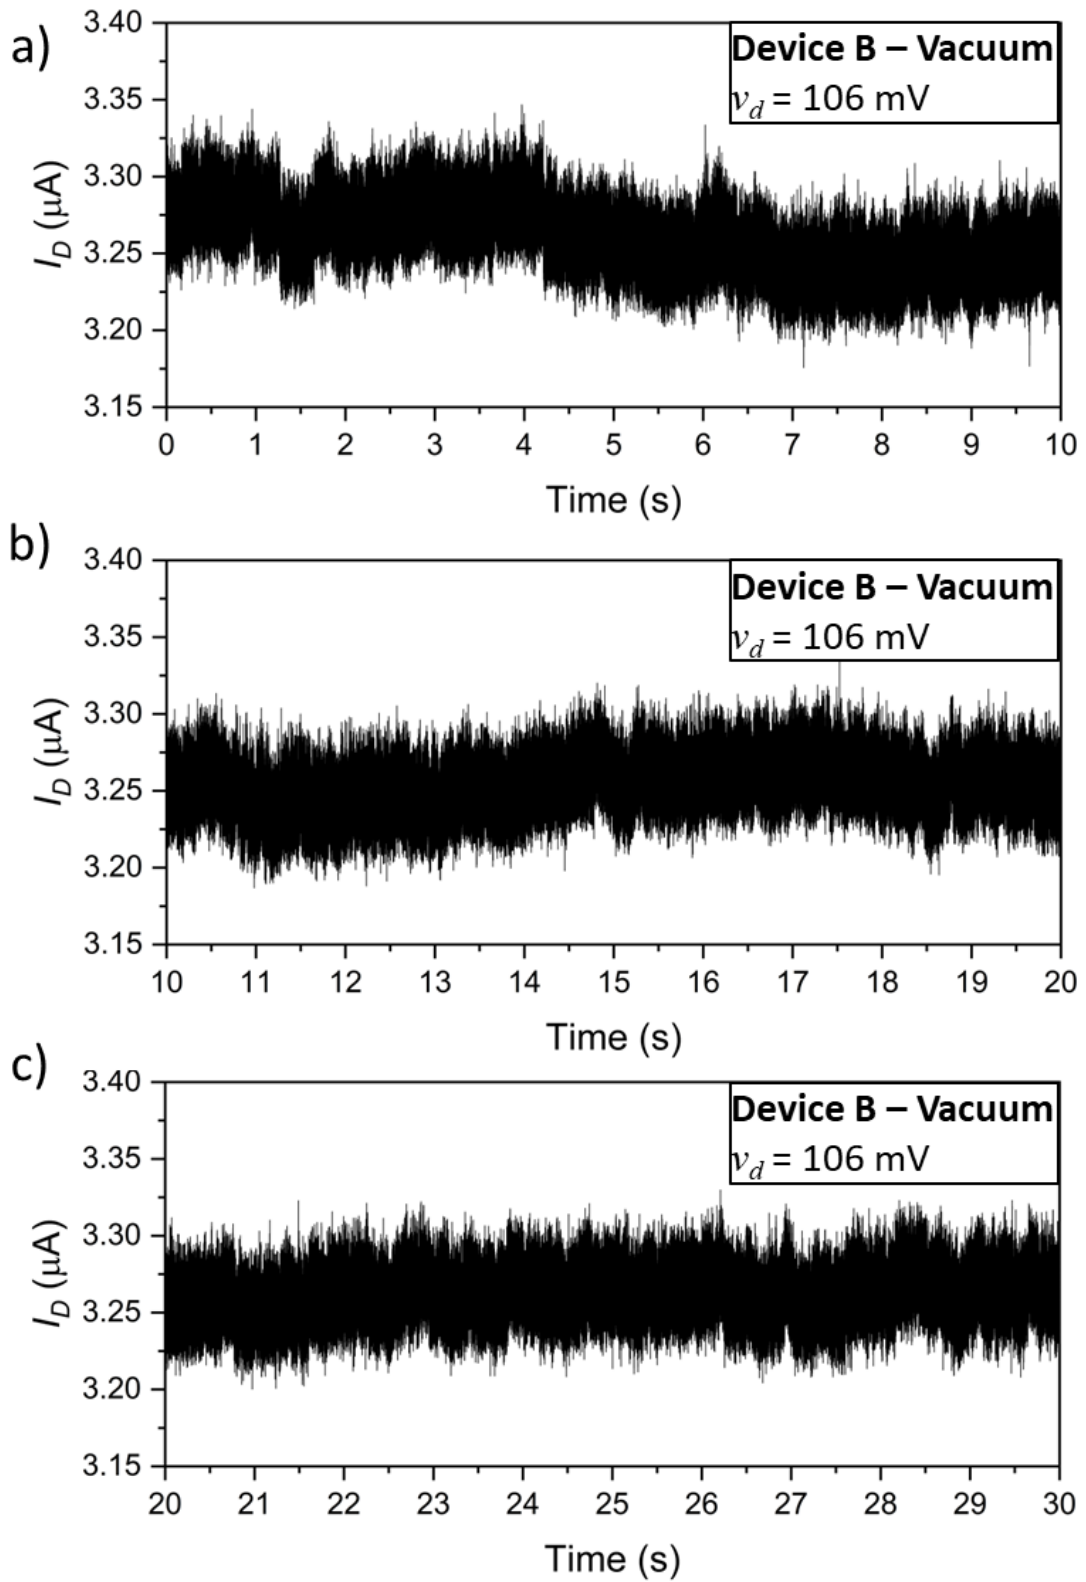 a)
3.40
3.35
3.30
3.25
3.20
3.15
I_D (μA)
Device B – Vacuum
v_d = 106 mV
0 1 2 3 4 5 6 7 8 9 10
Time (s)
b)
3.40
3.35
3.30
3.25
3.20
3.15
I_D (μA)
Device B – Vacuum
v_d = 106 mV
10 11 12 13 14 15 16 17 18 19 20
Time (s)
c)
3.40
3.35
3.30
3.25
3.20
3.15
I_D (μA)
Device B – Vacuum
v_d = 106 mV
20 21 22 23 24 25 26 27 28 29 30
Time (s)